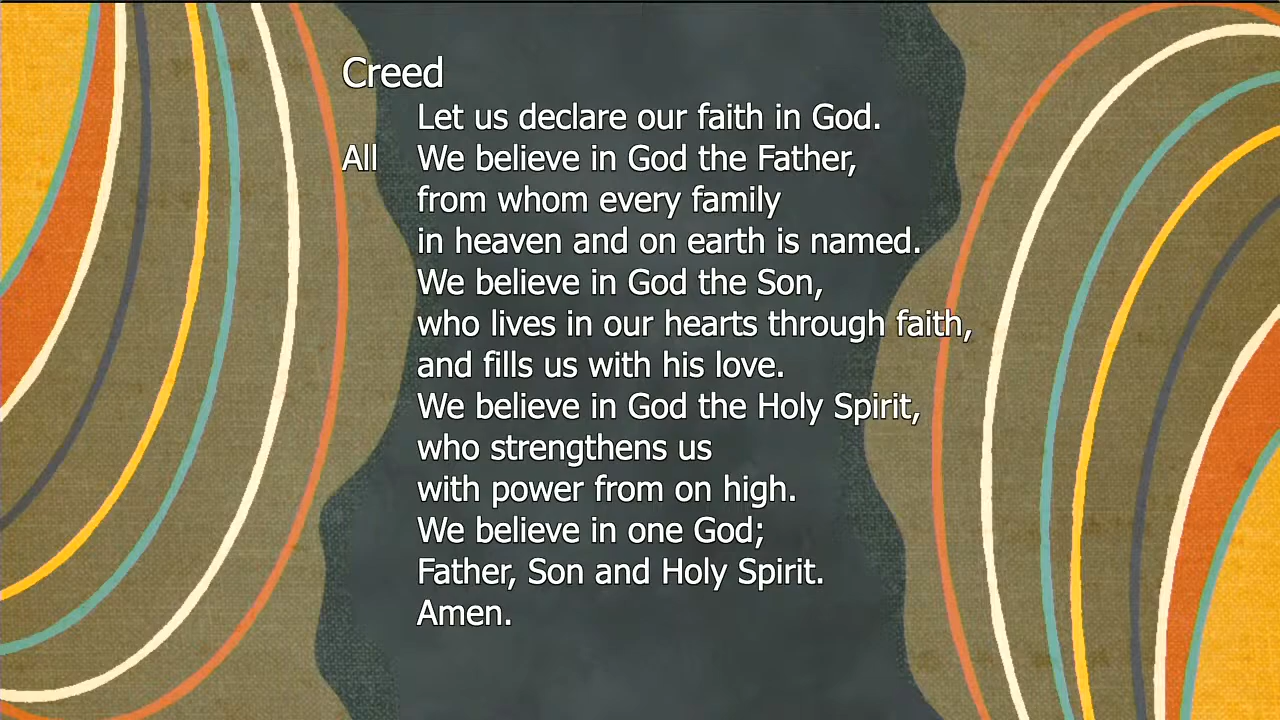 Creed
Let us declare our faith in God.
All We believe in God the Father,
from whom every family
in heaven and on earth is named.
We believe in God the Son,
who lives in our hearts through faith,
and fills us with his love.
We believe in God the Holy Spirit,
who strengthens us
with power from on high.
We believe in one God;
Father, Son and Holy Spirit.
Amen.